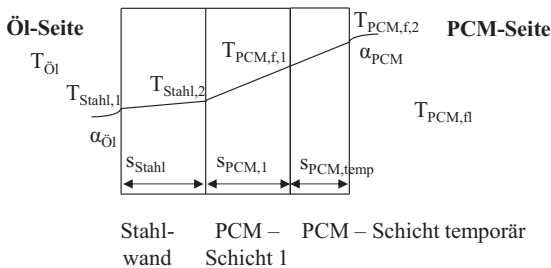 Öl-Seite
PCM-Seite
T_Öl
T_Stahl,1
T_Stahl,2
T_PCM,f,1
T_PCM,f,2
α_PCM
T_PCM,fl
α_Öl
s_Stahl
s_PCM,1
s_PCM,temp
Stahl-
wand
PCM –
Schicht 1
PCM – Schicht temporär